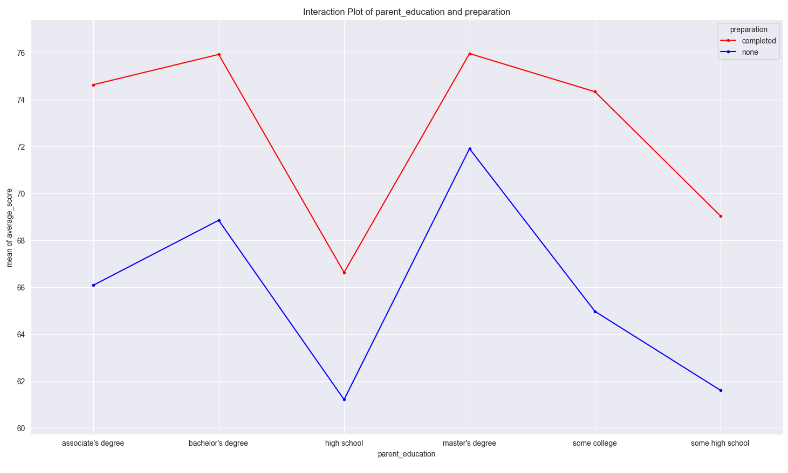 Interaction Plot of parent_education and preparation
preparation
completed
none
76
74
72
70
68
66
64
62
60
mean of average_score
associate's degree
bachelor's degree
high school
master's degree
some college
some high school
parent_education